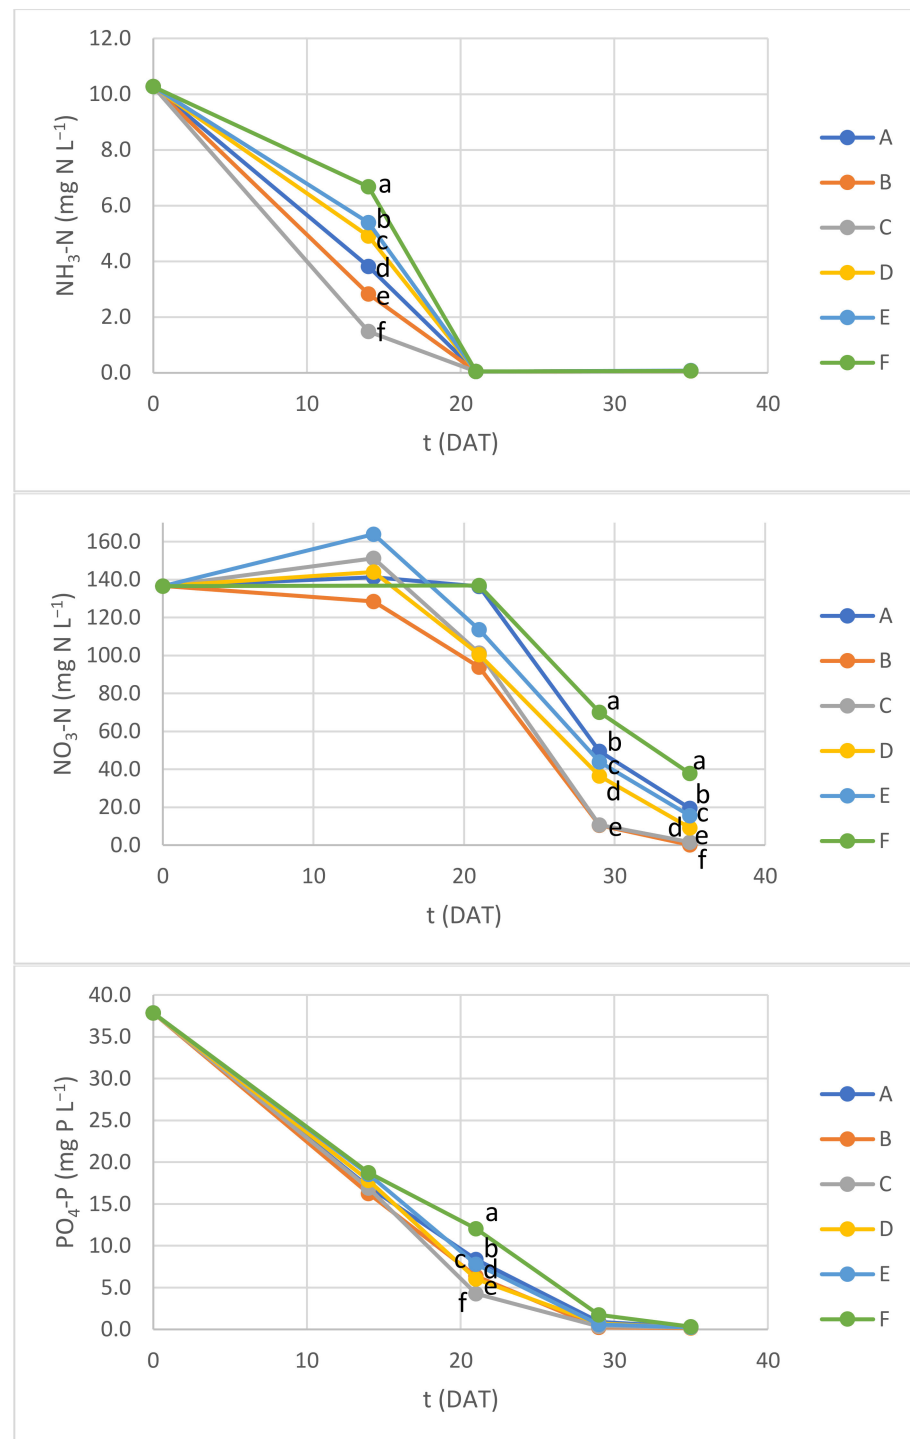 12.0
10.0
8.0
6.0
4.0
2.0
0.0
NH₃-N (mg N L⁻¹)
a
b
c
d
e
f
0 10 20 30 40
t (DAT)
A
B
C
D
E
F
160.0
140.0
120.0
100.0
80.0
60.0
40.0
20.0
0.0
NO₃-N (mg N L⁻¹)
a
b
c
d
e
a
b
c
d e
f
0 10 20 30 40
t (DAT)
A
B
C
D
E
F
40.0
35.0
30.0
25.0
20.0
15.0
10.0
5.0
0.0
PO₄-P (mg P L⁻¹)
a
b
c d
e
f
0 10 20 30 40
t (DAT)
A
B
C
D
E
F